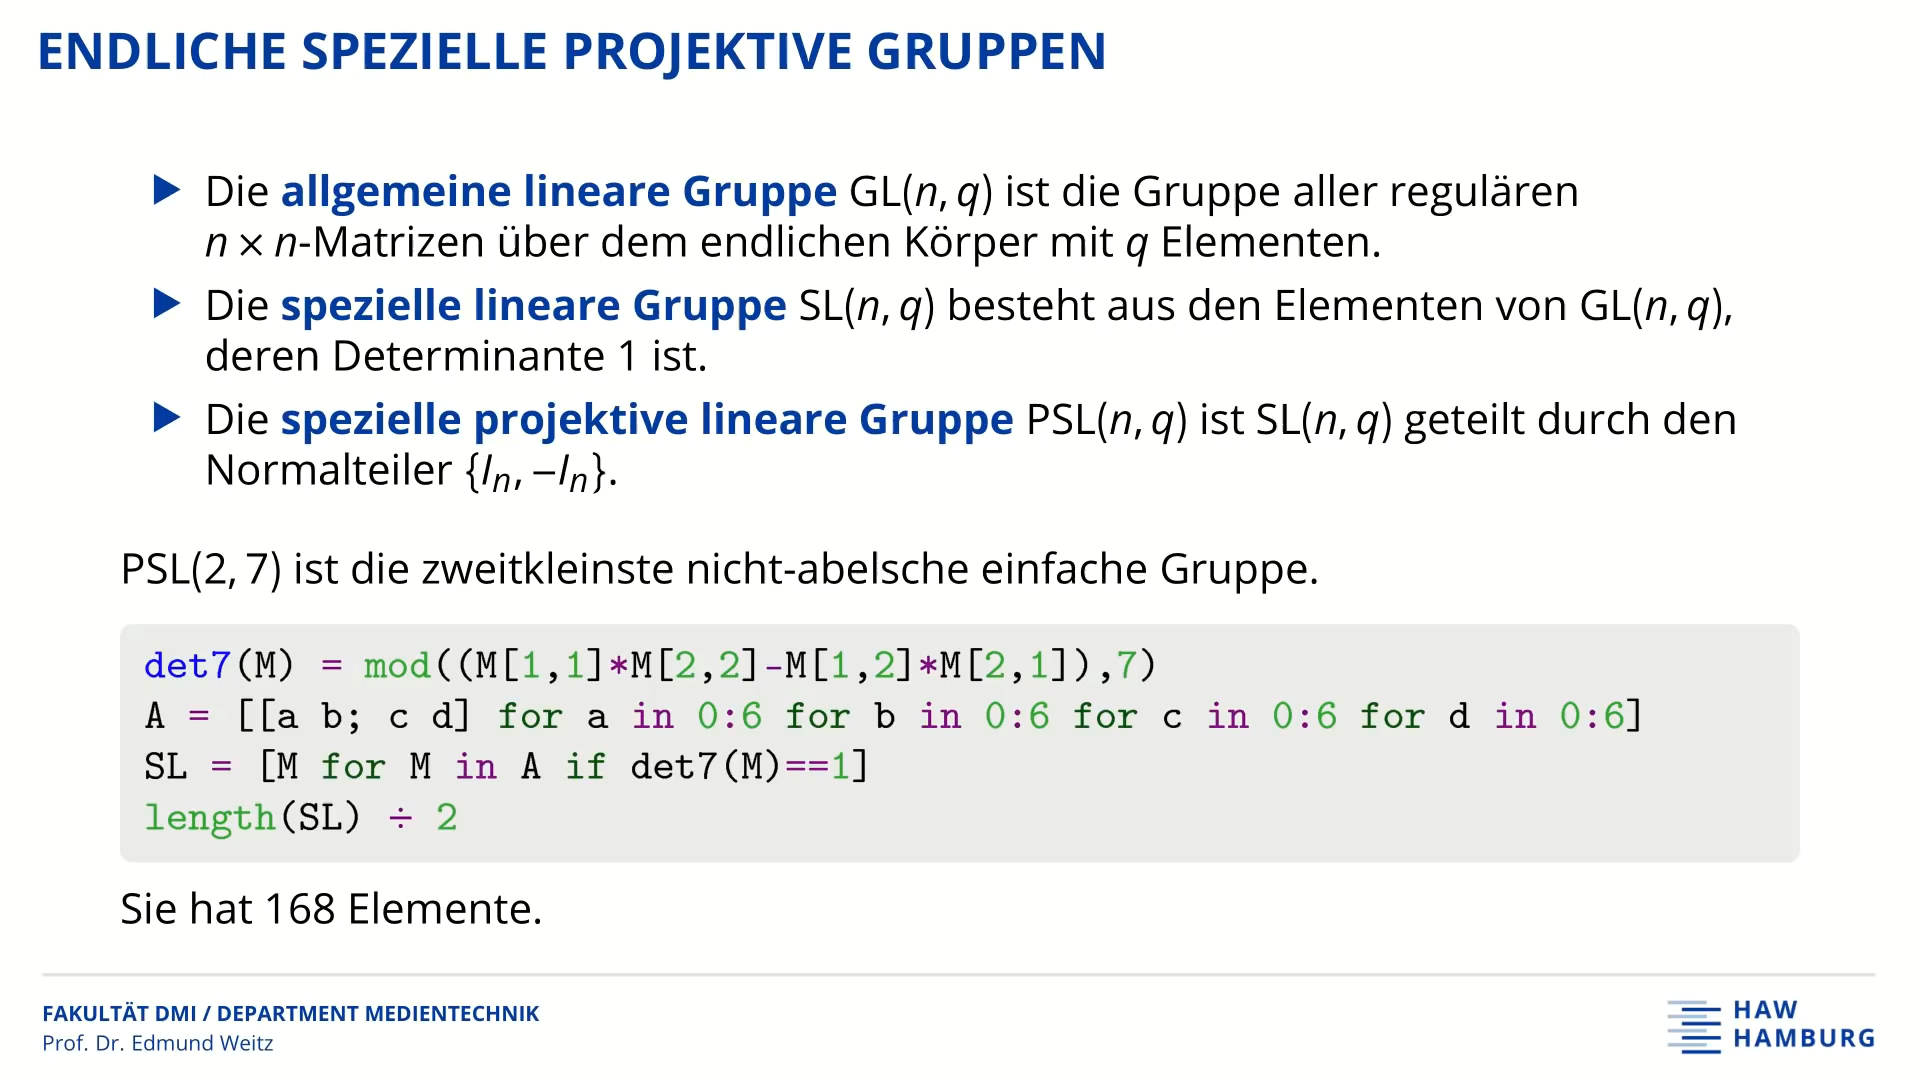 ENDLICHE SPEZIELLE PROJEKTIVE GRUPPEN
Die allgemeine lineare Gruppe GL(n, q) ist die Gruppe aller regulären
n × n-Matrizen über dem endlichen Körper mit q Elementen.
Die spezielle lineare Gruppe SL(n, q) besteht aus den Elementen von GL(n, q),
deren Determinante 1 ist.
Die spezielle projektive lineare Gruppe PSL(n, q) ist SL(n, q) geteilt durch den
Normalteiler {Iₙ, −Iₙ}.
PSL(2, 7) ist die zweitkleinste nicht-abelsche einfache Gruppe.
det7(M) = mod((M[1,1]*M[2,2]-M[1,2]*M[2,1]),7)
A = [[a b; c d] for a in 0:6 for b in 0:6 for c in 0:6 for d in 0:6]
SL = [M for M in A if det7(M)==1]
length(SL) ÷ 2
Sie hat 168 Elemente.
FAKULTÄT DMI / DEPARTMENT MEDIENTECHNIK
Prof. Dr. Edmund Weitz
HAW
HAMBURG